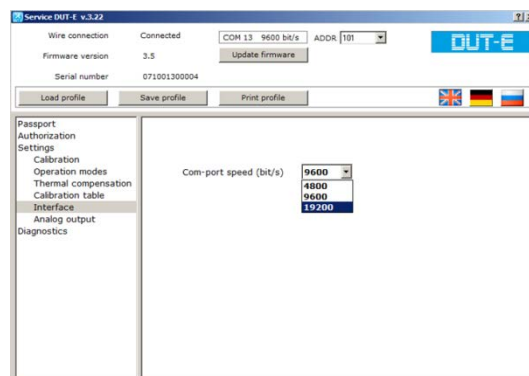 Service DUT-E v.3.22
Wire connection Connected COM 13 9600 bit/s ADDR 101
DUT-E
Firmware version 3.5 Update firmware
Serial number 071001300004
Load profile Save profile Print profile
Passport
Authorization
Settings
Calibration
Operation modes
Thermal compensation
Calibration table
Interface
Analog output
Diagnostics
Com-port speed (bit/s) 9600
4800
9600
19200